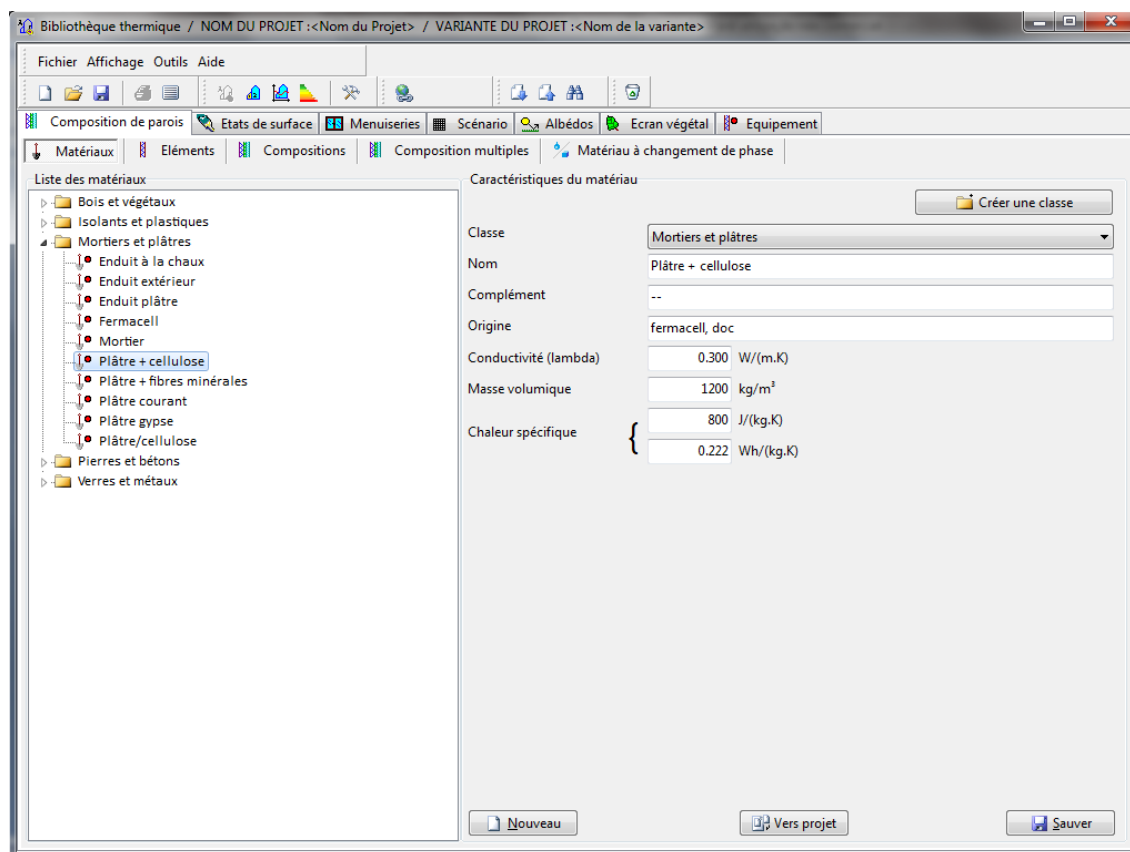 Bibliothèque thermique / NOM DU PROJET :<Nom du Projet> / VARIANTE DU PROJET :<Nom de la variante>
Fichier Affichage Outils Aide
Composition de parois Etats de surface Menuiseries Scénario Albédos Ecran végétal Equipement
Matériaux Eléments Compositions Composition multiples Matériau à changement de phase
Liste des matériaux
Bois et végétaux
Isolants et plastiques
Mortiers et plâtres
Enduit à la chaux
Enduit extérieur
Enduit plâtre
Fermacell
Mortier
Plâtre + cellulose
Plâtre + fibres minérales
Plâtre courant
Plâtre gypse
Plâtre/cellulose
Pierres et bétons
Verres et métaux
Caractéristiques du matériau
Créer une classe
Classe Mortiers et plâtres
Nom Plâtre + cellulose
Complément --
Origine fermacell, doc
Conductivité (lambda) 0.300 W/(m.K)
Masse volumique 1200 kg/m³
Chaleur spécifique { 800 J/(kg.K)
0.222 Wh/(kg.K)
Nouveau Vers projet Sauver